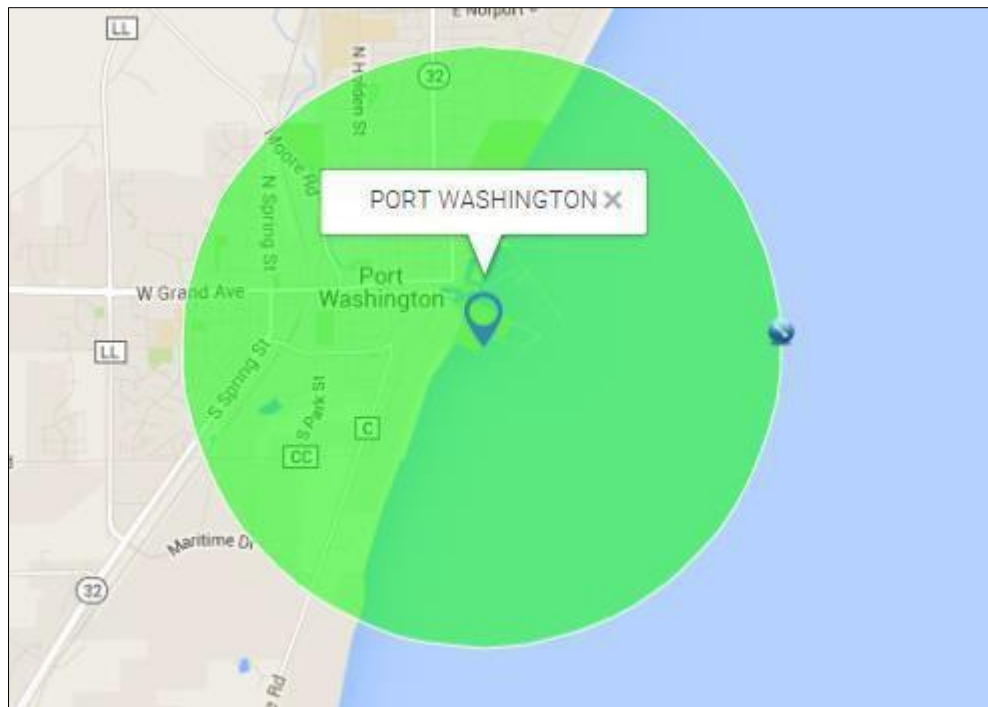 E Norport
LL
N Holden St
32
Moore Rd
PORT WASHINGTON ×
N Spring St
Port
Washington
W Grand Ave
LL
S Spring St
S Park St
C
CC
Maritime Dr
32
Rd